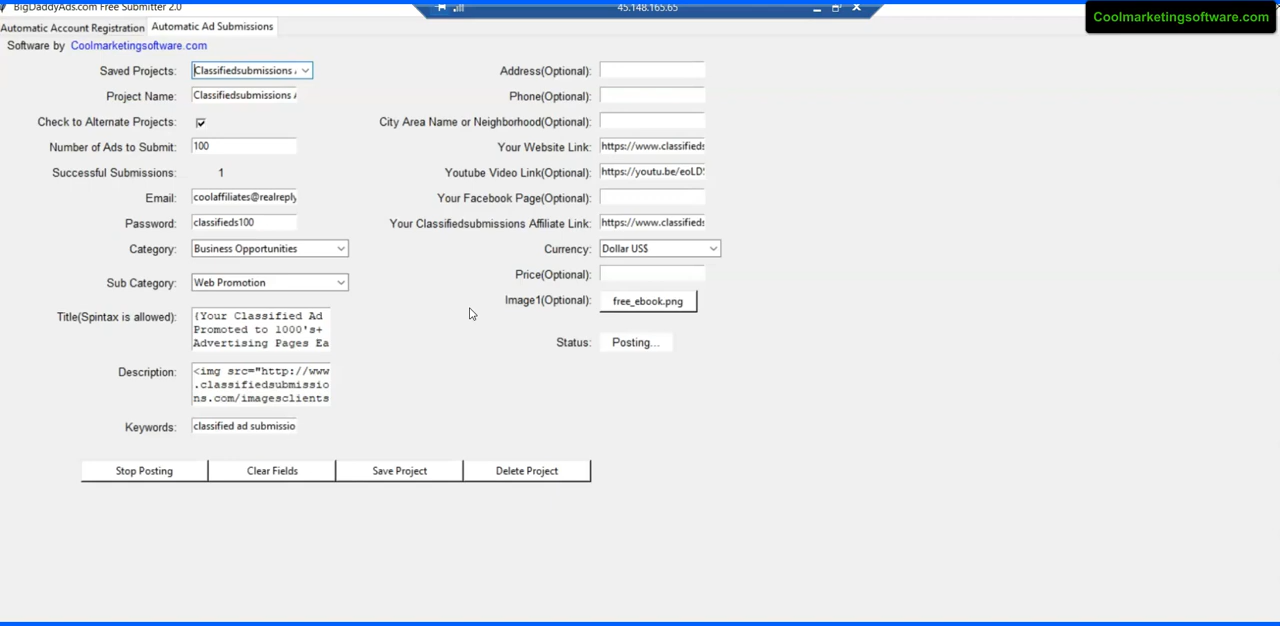 BigDaddyAds.com Free Submitter 2.0
45.148.165.65
Coolmarketingsoftware.com
Automatic Account Registration
Automatic Ad Submissions
Software by Coolmarketingsoftware.com
Saved Projects: Classifiedsubmissions
Project Name: Classifiedsubmissions
Check to Alternate Projects:
Number of Ads to Submit: 100
Successful Submissions: 1
Email: coolaffiliates@realreply
Password: classifieds100
Category: Business Opportunities
Sub Category: Web Promotion
Title(Spintax is allowed): {Your Classified Ad
Promoted to 1000's+
Advertising Pages Ea
Description: <img src="http://www
.classifiedsubmissio
ns.com/imagesclients
Keywords: classified ad submissio
Address(Optional):
Phone(Optional):
City Area Name or Neighborhood(Optional):
Your Website Link: https://www.classifieds
Youtube Video Link(Optional): https://youtu.be/eoLD
Your Facebook Page(Optional):
Your Classifiedsubmissions Affiliate Link: https://www.classifieds
Currency: Dollar US$
Price(Optional):
Image1(Optional): free_ebook.png
Status: Posting...
Stop Posting
Clear Fields
Save Project
Delete Project